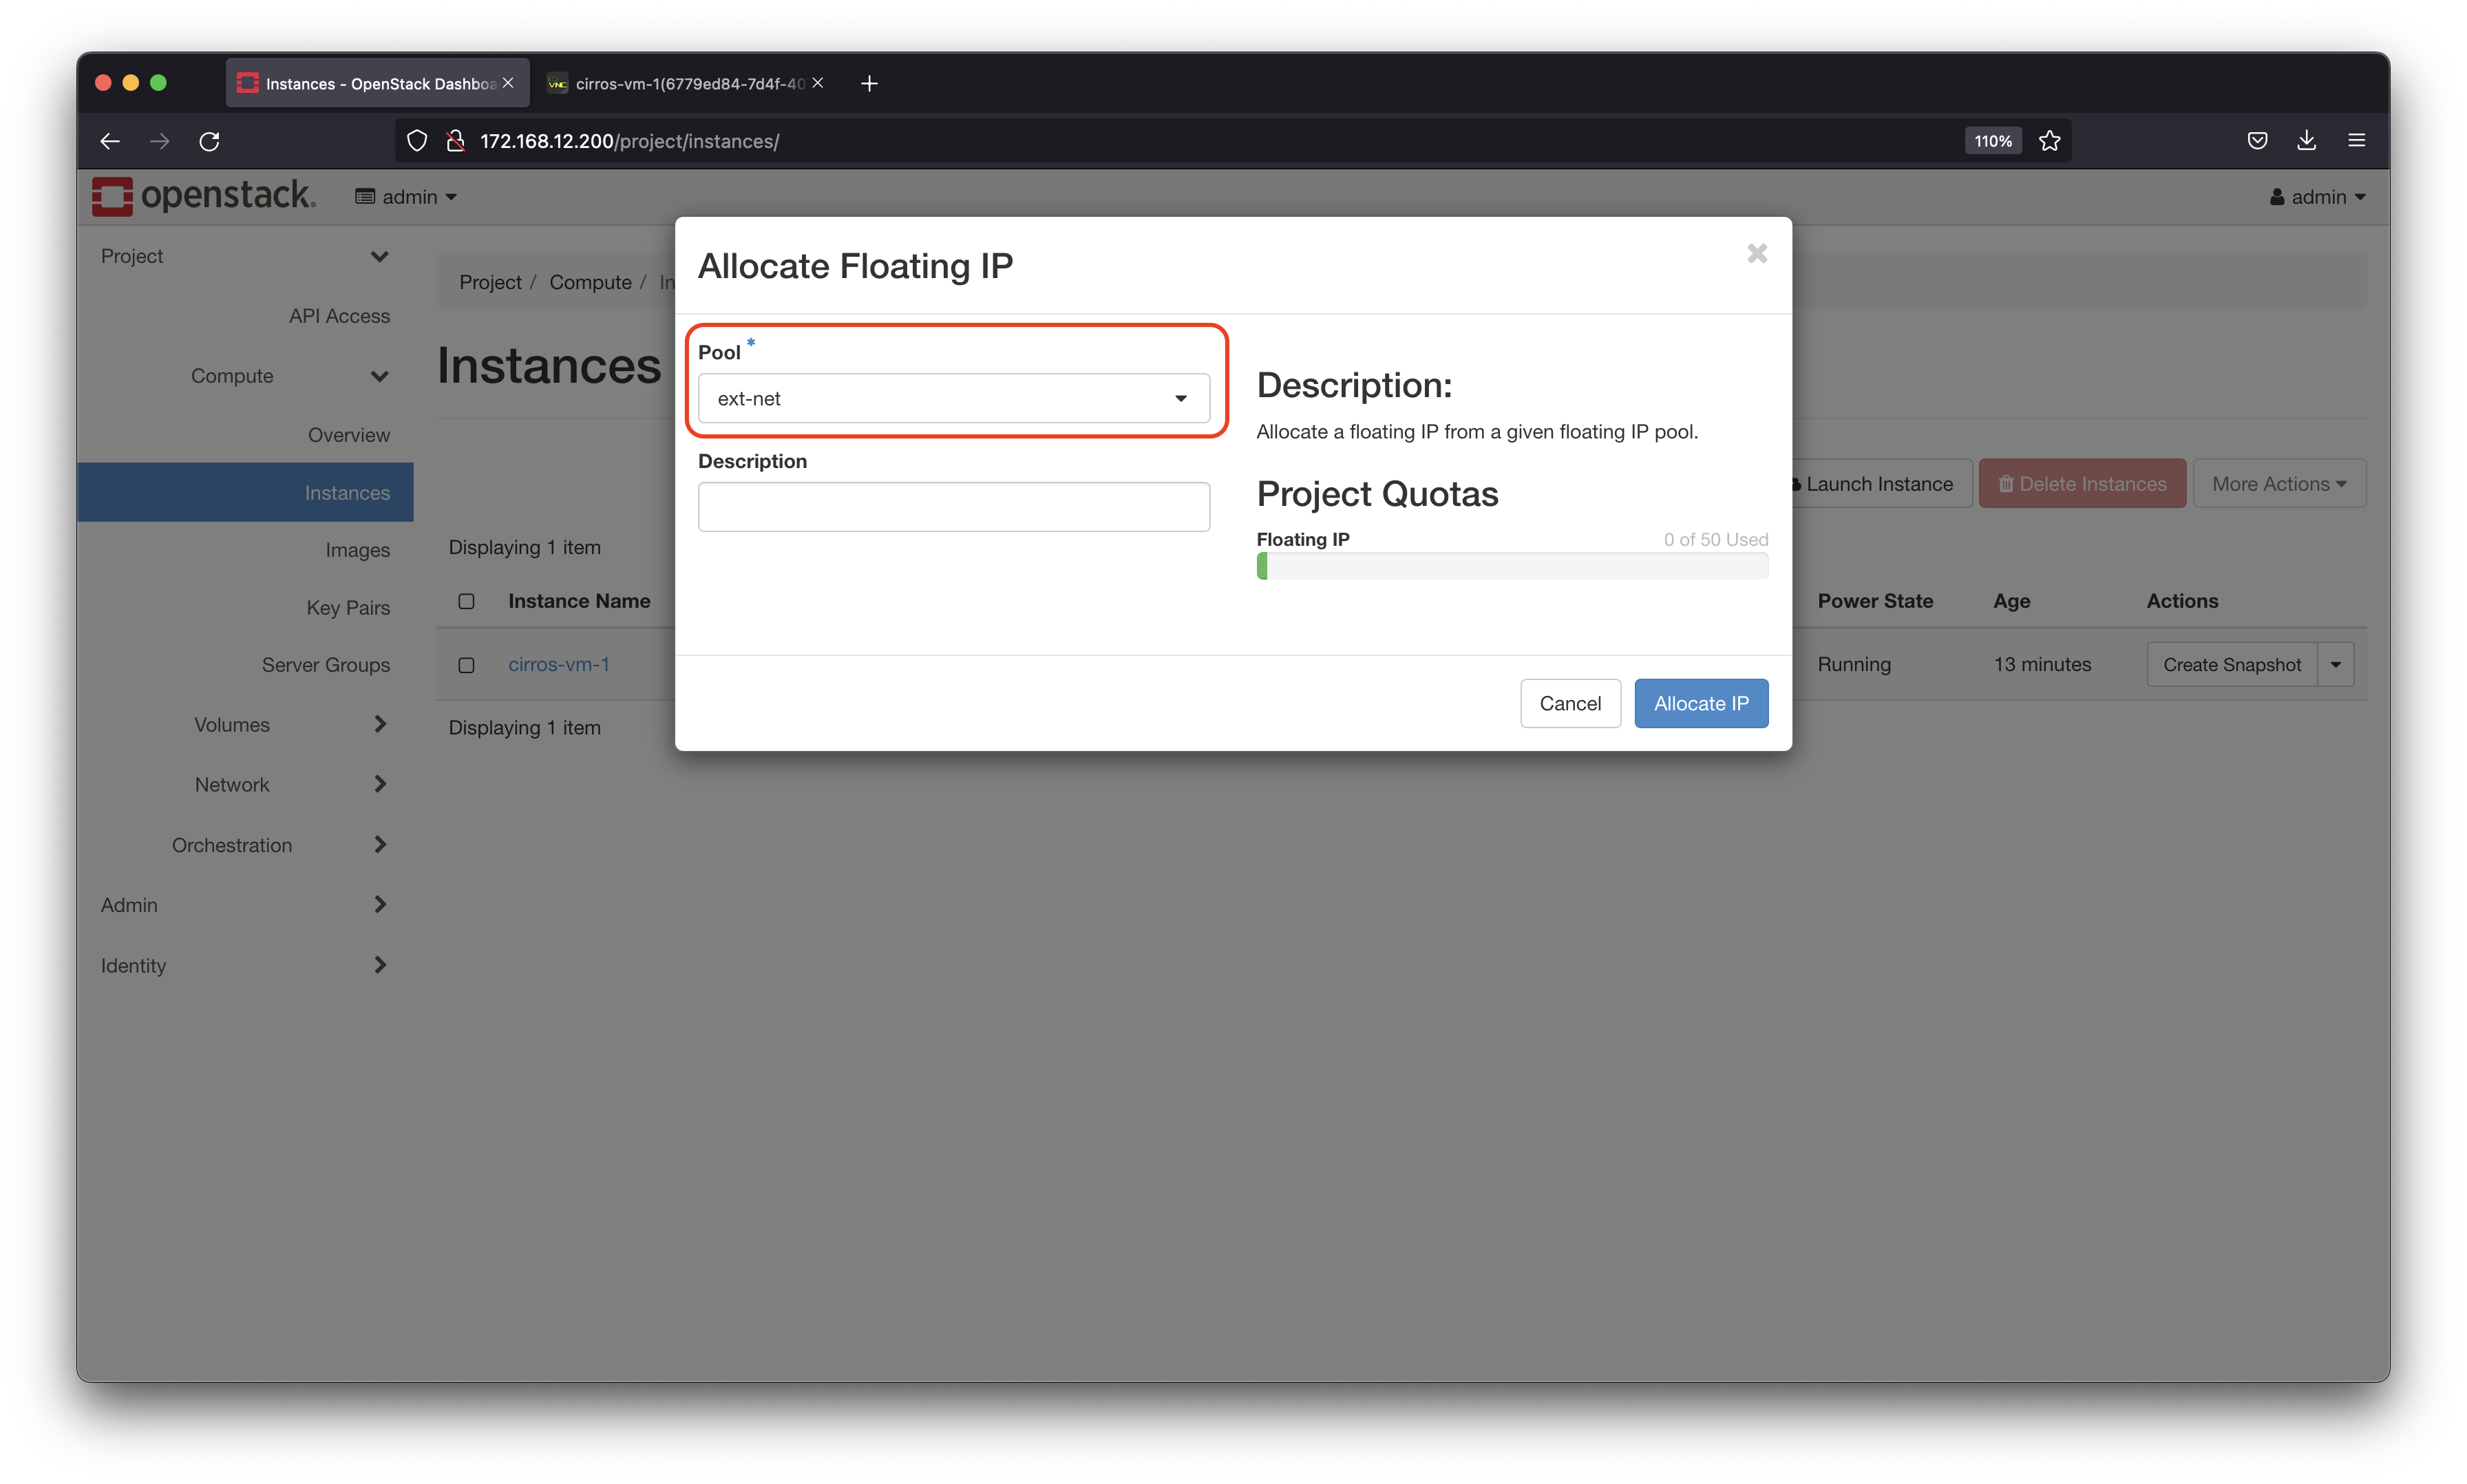 Instances - OpenStack Dashboa
cirros-vm-1(6779ed84-7d4f-40
172.168.12.200/project/instances/
110%
openstack.
admin
admin
Project
API Access
Compute
Overview
Instances
Images
Key Pairs
Server Groups
Volumes
Network
Orchestration
Admin
Identity
Project / Compute / In
Instances
Launch Instance
Delete Instances
More Actions
Displaying 1 item
Instance Name
Power State
Age
Actions
cirros-vm-1
Running
13 minutes
Create Snapshot
Displaying 1 item
Allocate Floating IP
Pool *
ext-net
Description
Description:
Allocate a floating IP from a given floating IP pool.
Project Quotas
Floating IP
0 of 50 Used
Cancel
Allocate IP